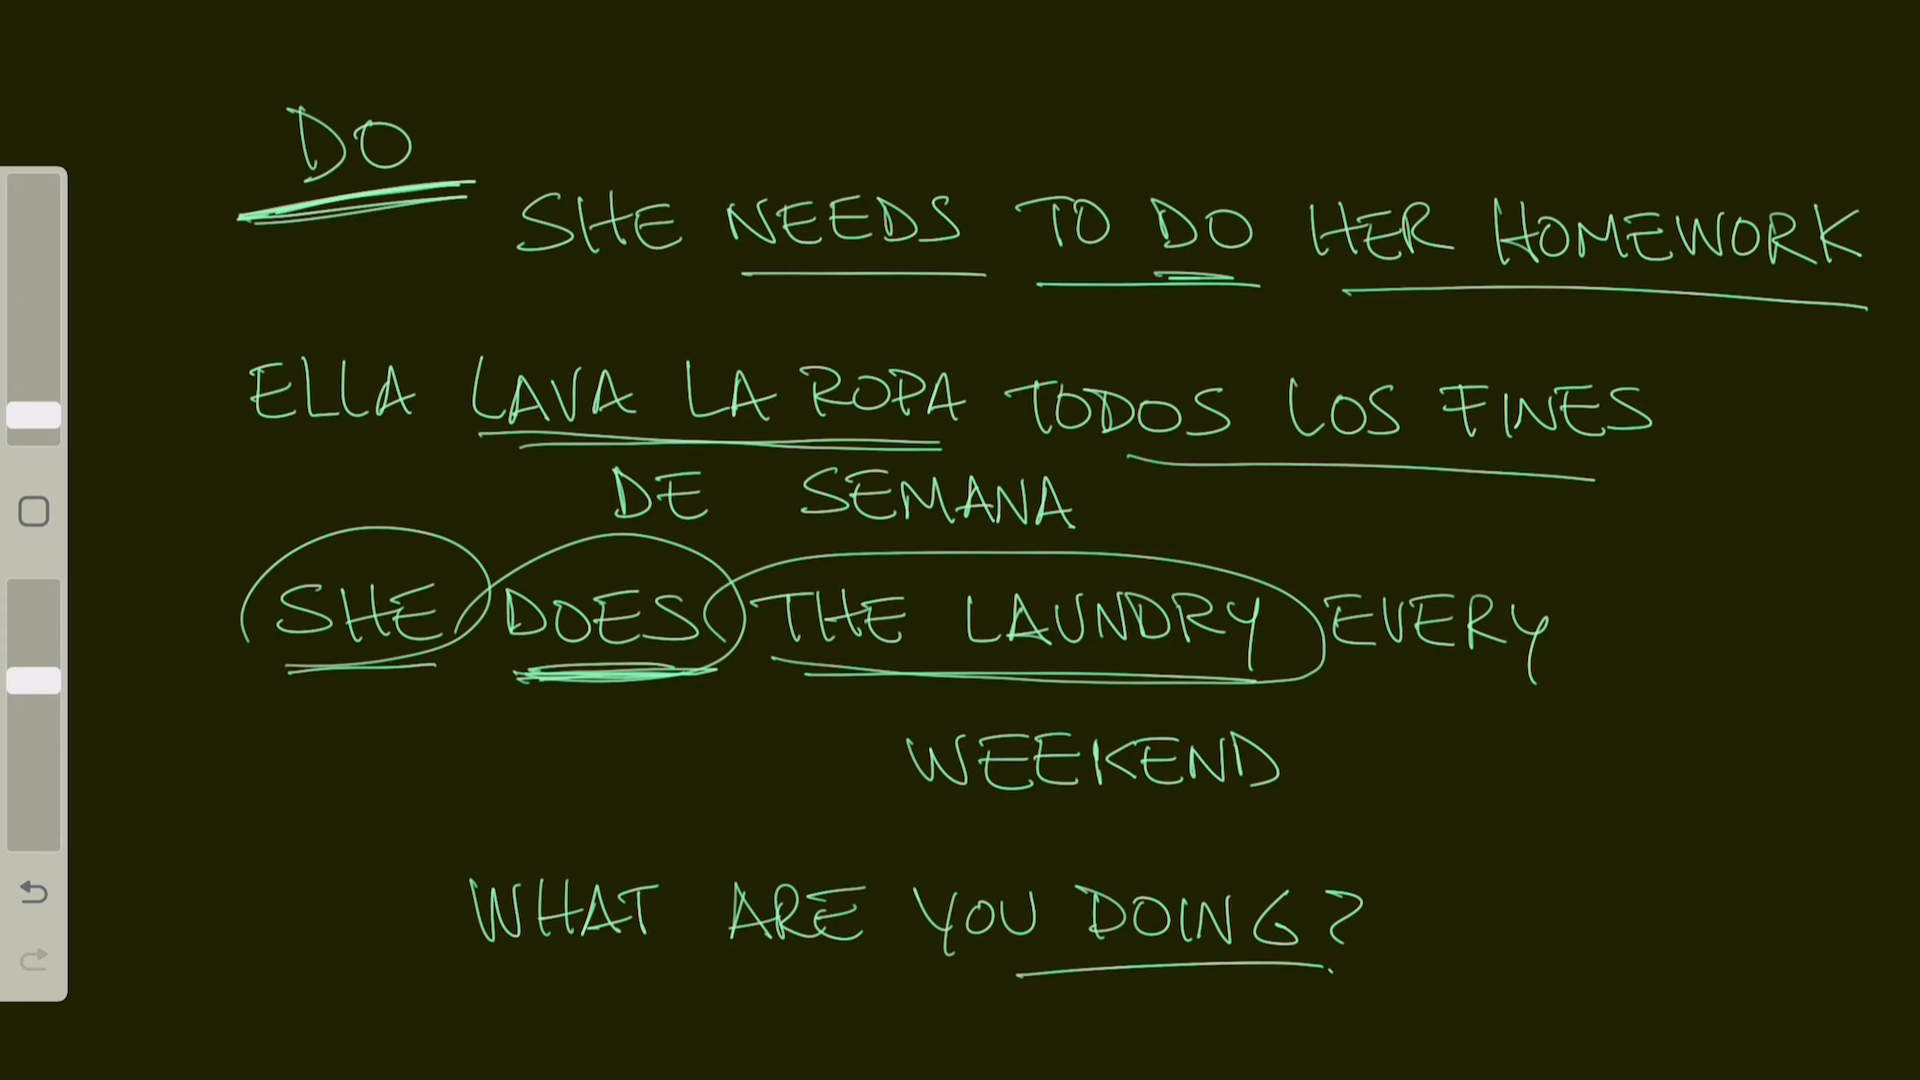 DO
SHE NEEDS TO DO HER HOMEWORK
ELLA LAVA LA ROPA TODOS LOS FINES
DE SEMANA
SHE DOES THE LAUNDRY EVERY
WEEKEND
WHAT ARE YOU DOING?